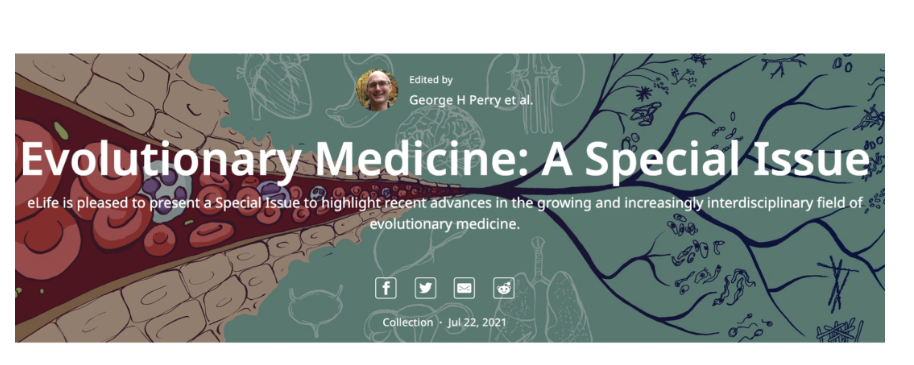 Edited by
George H Perry et al.
Evolutionary Medicine: A Special Issue
eLife is pleased to present a Special Issue to highlight recent advances in the growing and increasingly interdisciplinary field of
evolutionary medicine.
Collection · Jul 22, 2021